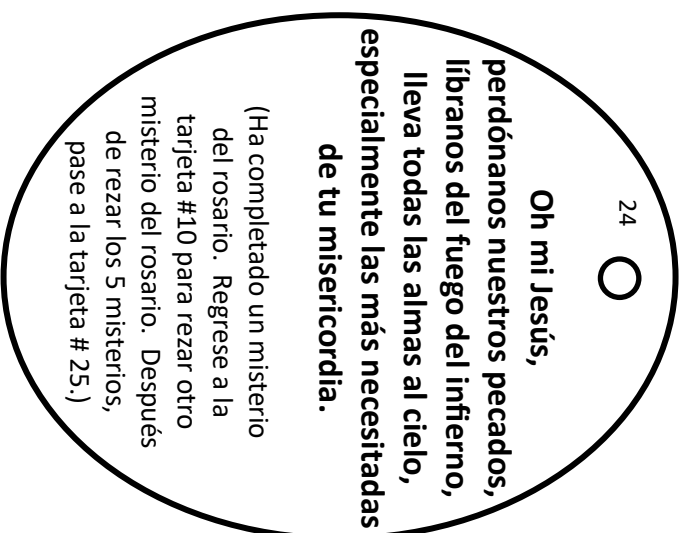 24
Oh mi Jesús,
perdónanos nuestros pecados,
líbranos del fuego del infierno,
lleva todas las almas al cielo,
especialmente las más necesitadas
de tu misericordia.
(Ha completado un misterio
del rosario. Regrese a la
tarjeta #10 para rezar otro
misterio del rosario. Después
de rezar los 5 misterios,
pase a la tarjeta # 25.)